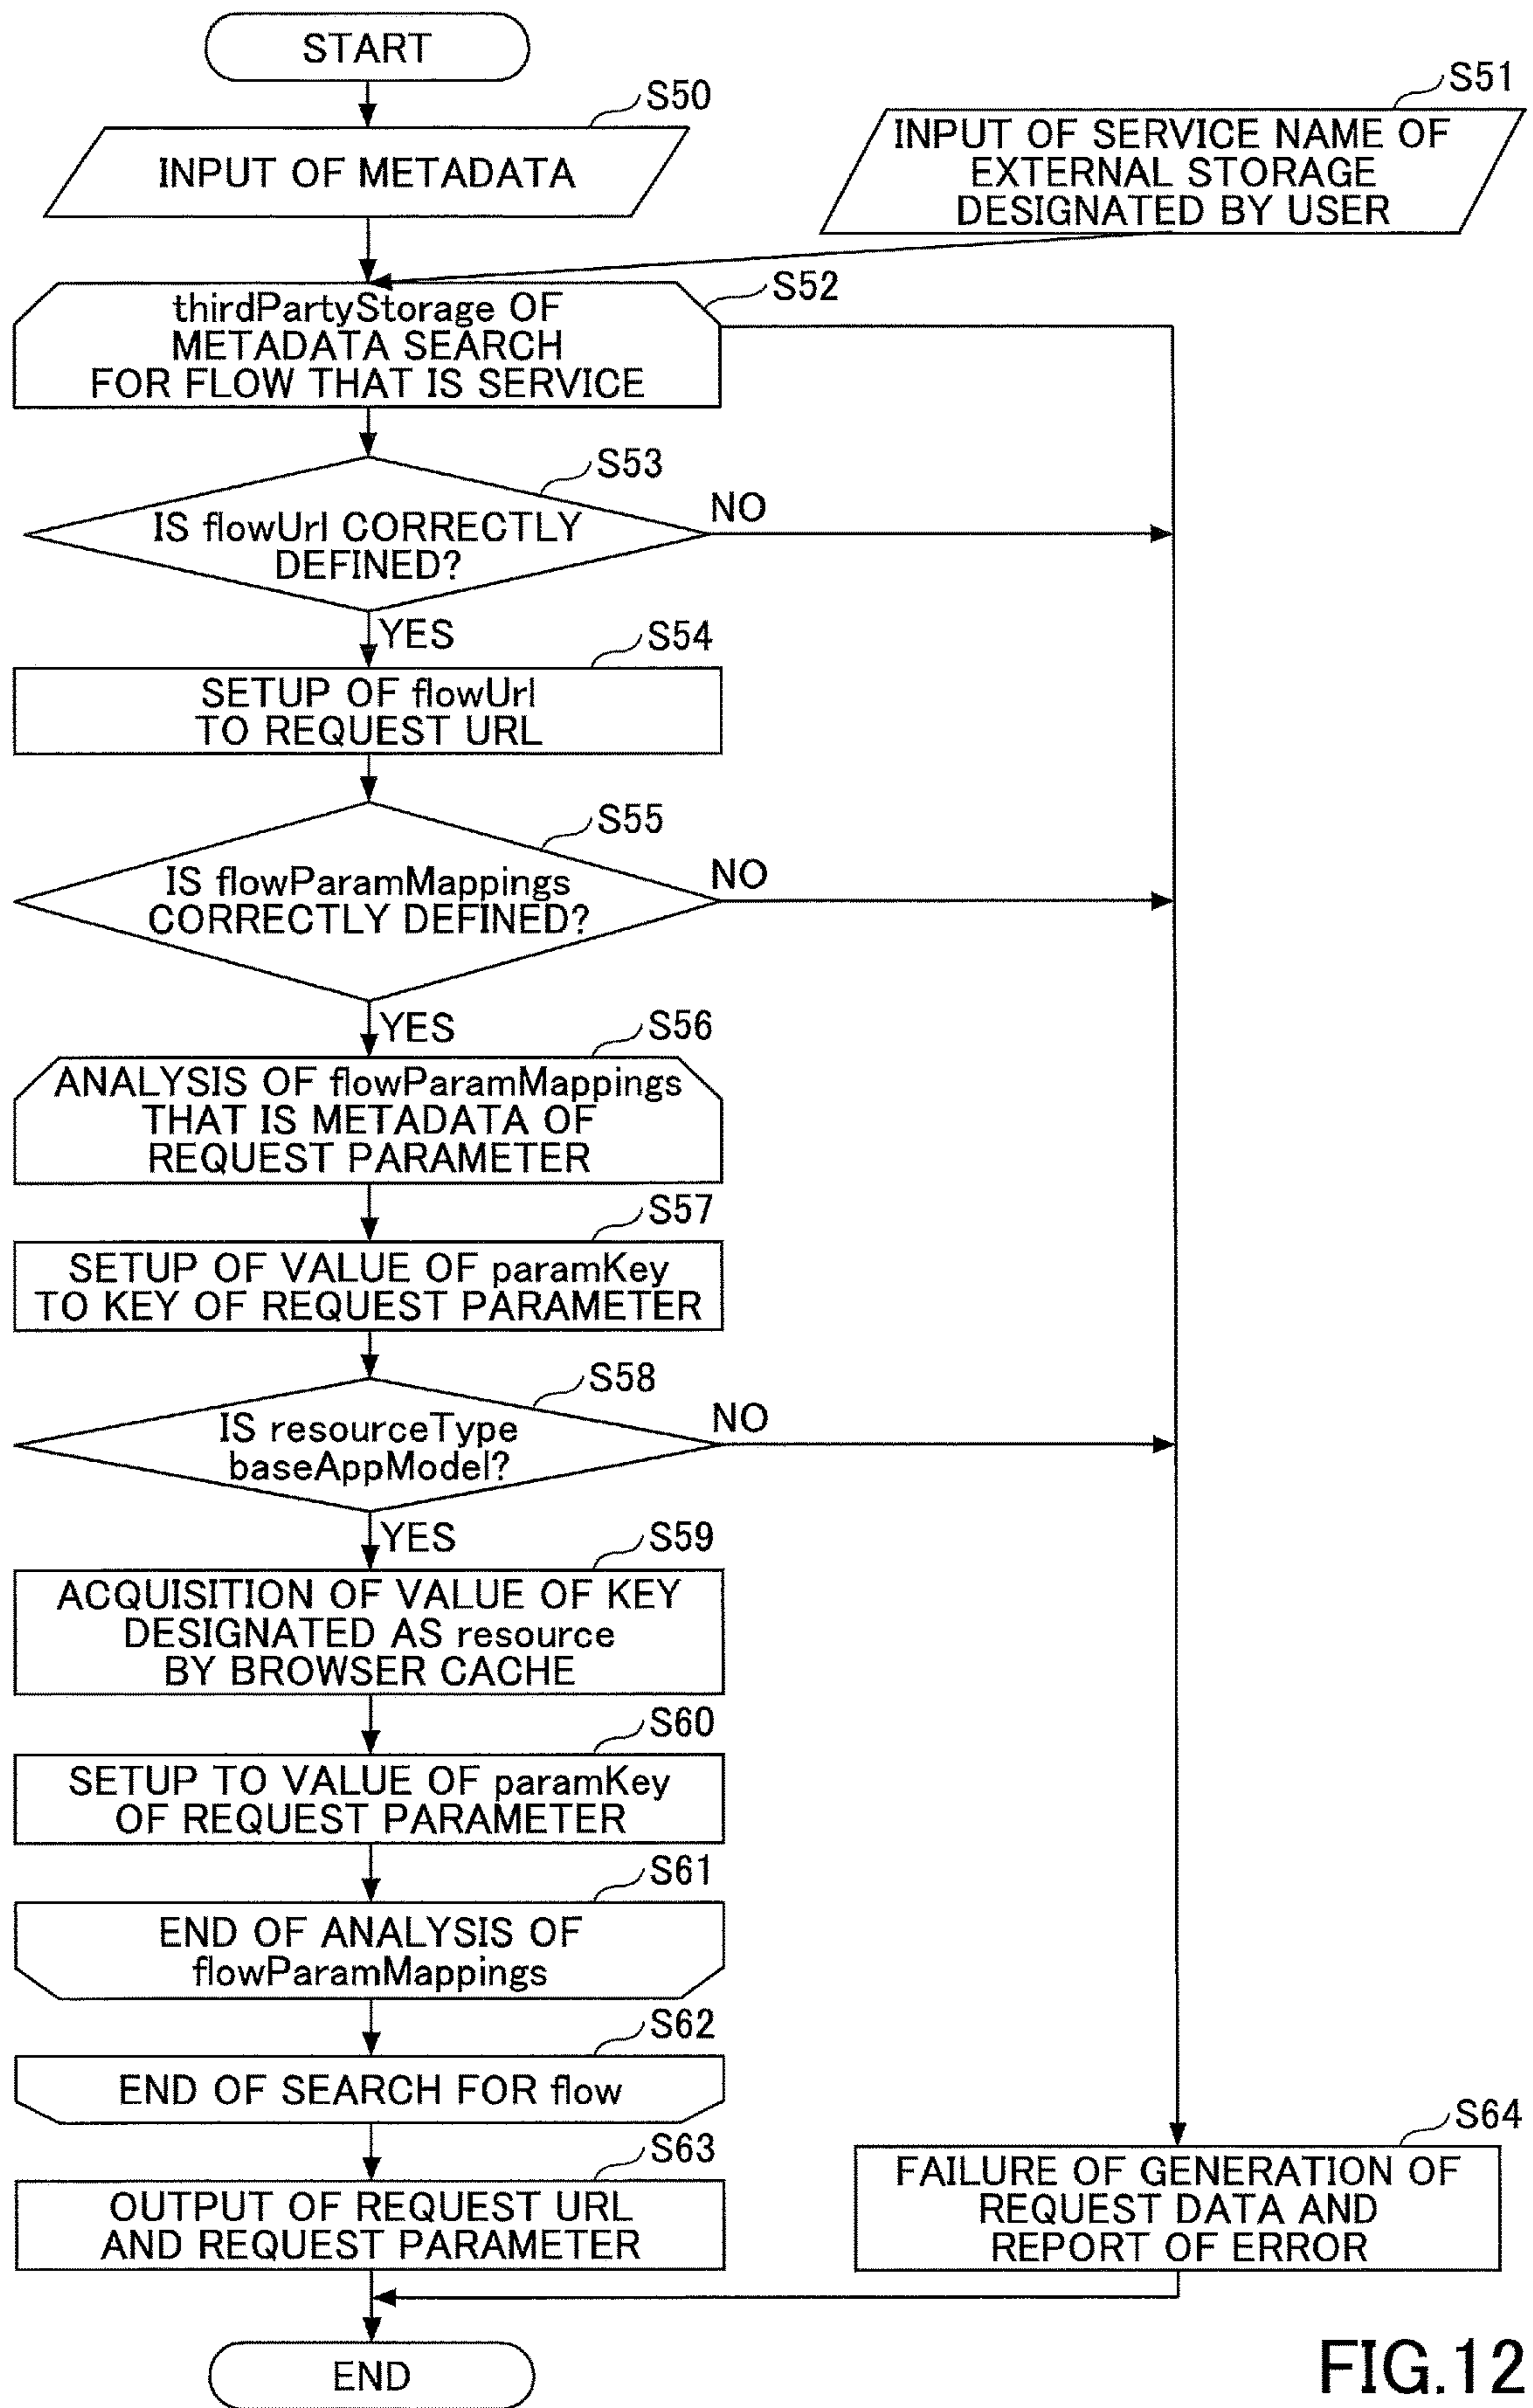 START
S50
INPUT OF METADATA
S51
INPUT OF SERVICE NAME OF
EXTERNAL STORAGE
DESIGNATED BY USER
S52
thirdPartyStorage OF
METADATA SEARCH
FOR FLOW THAT IS SERVICE
S53
IS flowUrl CORRECTLY
DEFINED?
NO
YES
S54
SETUP OF flowUrl
TO REQUEST URL
S55
IS flowParamMappings
CORRECTLY DEFINED?
NO
YES
S56
ANALYSIS OF flowParamMappings
THAT IS METADATA OF
REQUEST PARAMETER
S57
SETUP OF VALUE OF paramKey
TO KEY OF REQUEST PARAMETER
S58
IS resourceType
baseAppModel?
NO
YES
S59
ACQUISITION OF VALUE OF KEY
DESIGNATED AS resource
BY BROWSER CACHE
S60
SETUP TO VALUE OF paramKey
OF REQUEST PARAMETER
S61
END OF ANALYSIS OF
flowParamMappings
S62
END OF SEARCH FOR flow
S63
OUTPUT OF REQUEST URL
AND REQUEST PARAMETER
S64
FAILURE OF GENERATION OF
REQUEST DATA AND
REPORT OF ERROR
END
FIG.12